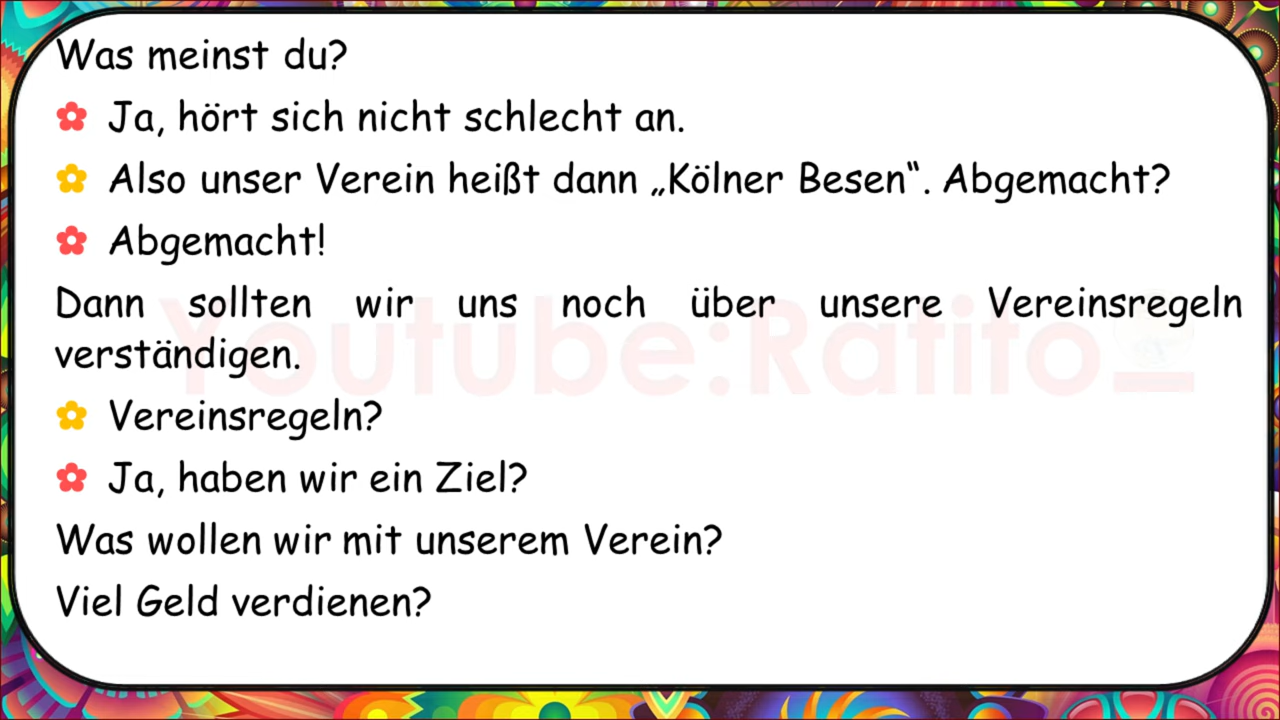 Was meinst du?
Ja, hört sich nicht schlecht an.
Also unser Verein heißt dann „Kölner Besen“. Abgemacht?
Abgemacht!
Dann sollten wir uns noch über unsere Vereinsregeln
verständigen.
Youtube:Ratito
Vereinsregeln?
Ja, haben wir ein Ziel?
Was wollen wir mit unserem Verein?
Viel Geld verdienen?